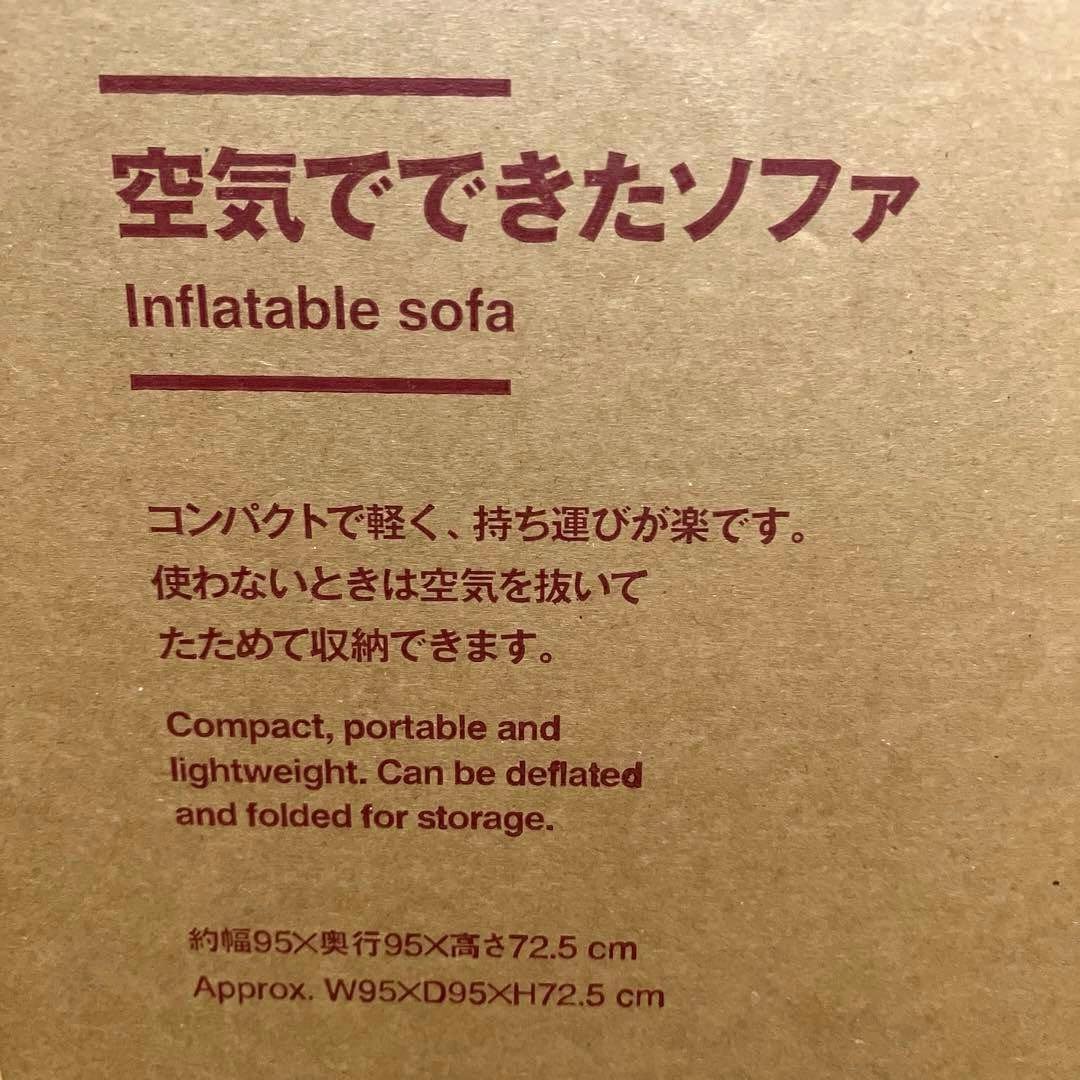 空気でできたソファ
Inflatable sofa
コンパクトで軽く、持ち運びが楽です。
使わないときは空気を抜いて
たためて収納できます。
Compact, portable and
lightweight. Can be deflated
and folded for storage.
約幅95×奥行95×高さ72.5 cm
Approx. W95×D95×H72.5 cm